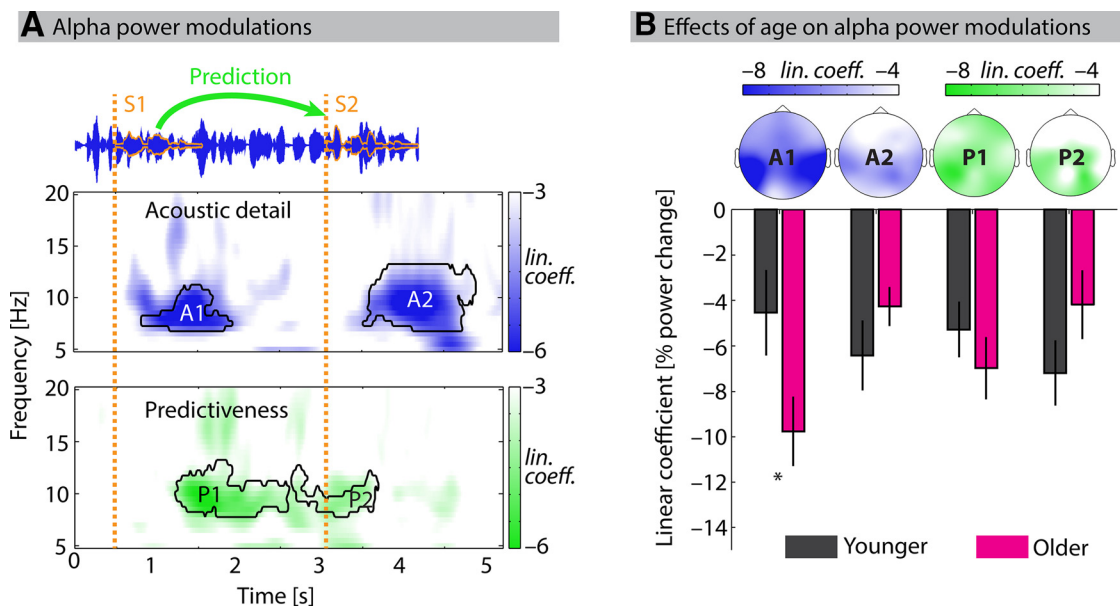 A Alpha power modulations
Prediction
S1
S2
20
15
10
5
Acoustic detail
A1
A2
−3
lin.
coeff.
−6
20
15
10
5
Predictiveness
P1
P2
−3
lin.
coeff.
−6
Frequency [Hz]
0 1 2 3 4 5
Time [s]
B Effects of age on alpha power modulations
−8 lin. coeff. −4
−8 lin. coeff. −4
A1
A2
P1
P2
0
−2
−4
−6
−8
−10
−12
−14
*
Linear coefficient [% power change]
Younger
Older